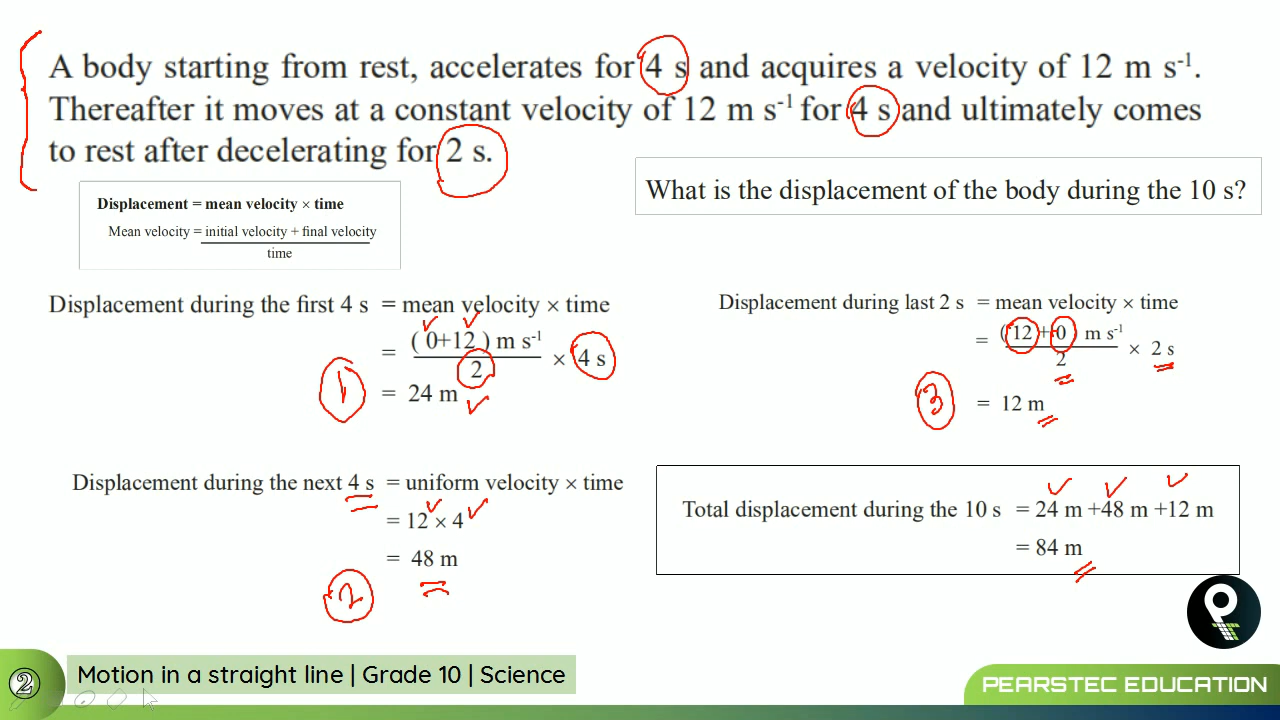 A body starting from rest, accelerates for 4 s and acquires a velocity of 12 m s⁻¹.
Thereafter it moves at a constant velocity of 12 m s⁻¹ for 4 s and ultimately comes
to rest after decelerating for 2 s.
What is the displacement of the body during the 10 s?
Displacement = mean velocity × time
Mean velocity = initial velocity + final velocity
time
Displacement during the first 4 s = mean velocity × time
= ( 0+12 ) m s⁻¹
2
× 4 s
= 24 m
1
Displacement during the next 4 s = uniform velocity × time
= 12 × 4
= 48 m
2
Displacement during last 2 s = mean velocity × time
= (12 + 0 ) m s⁻¹
2
× 2 s
= 12 m
3
Total displacement during the 10 s = 24 m +48 m +12 m
= 84 m
2
Motion in a straight line | Grade 10 | Science
PEARSTEC EDUCATION